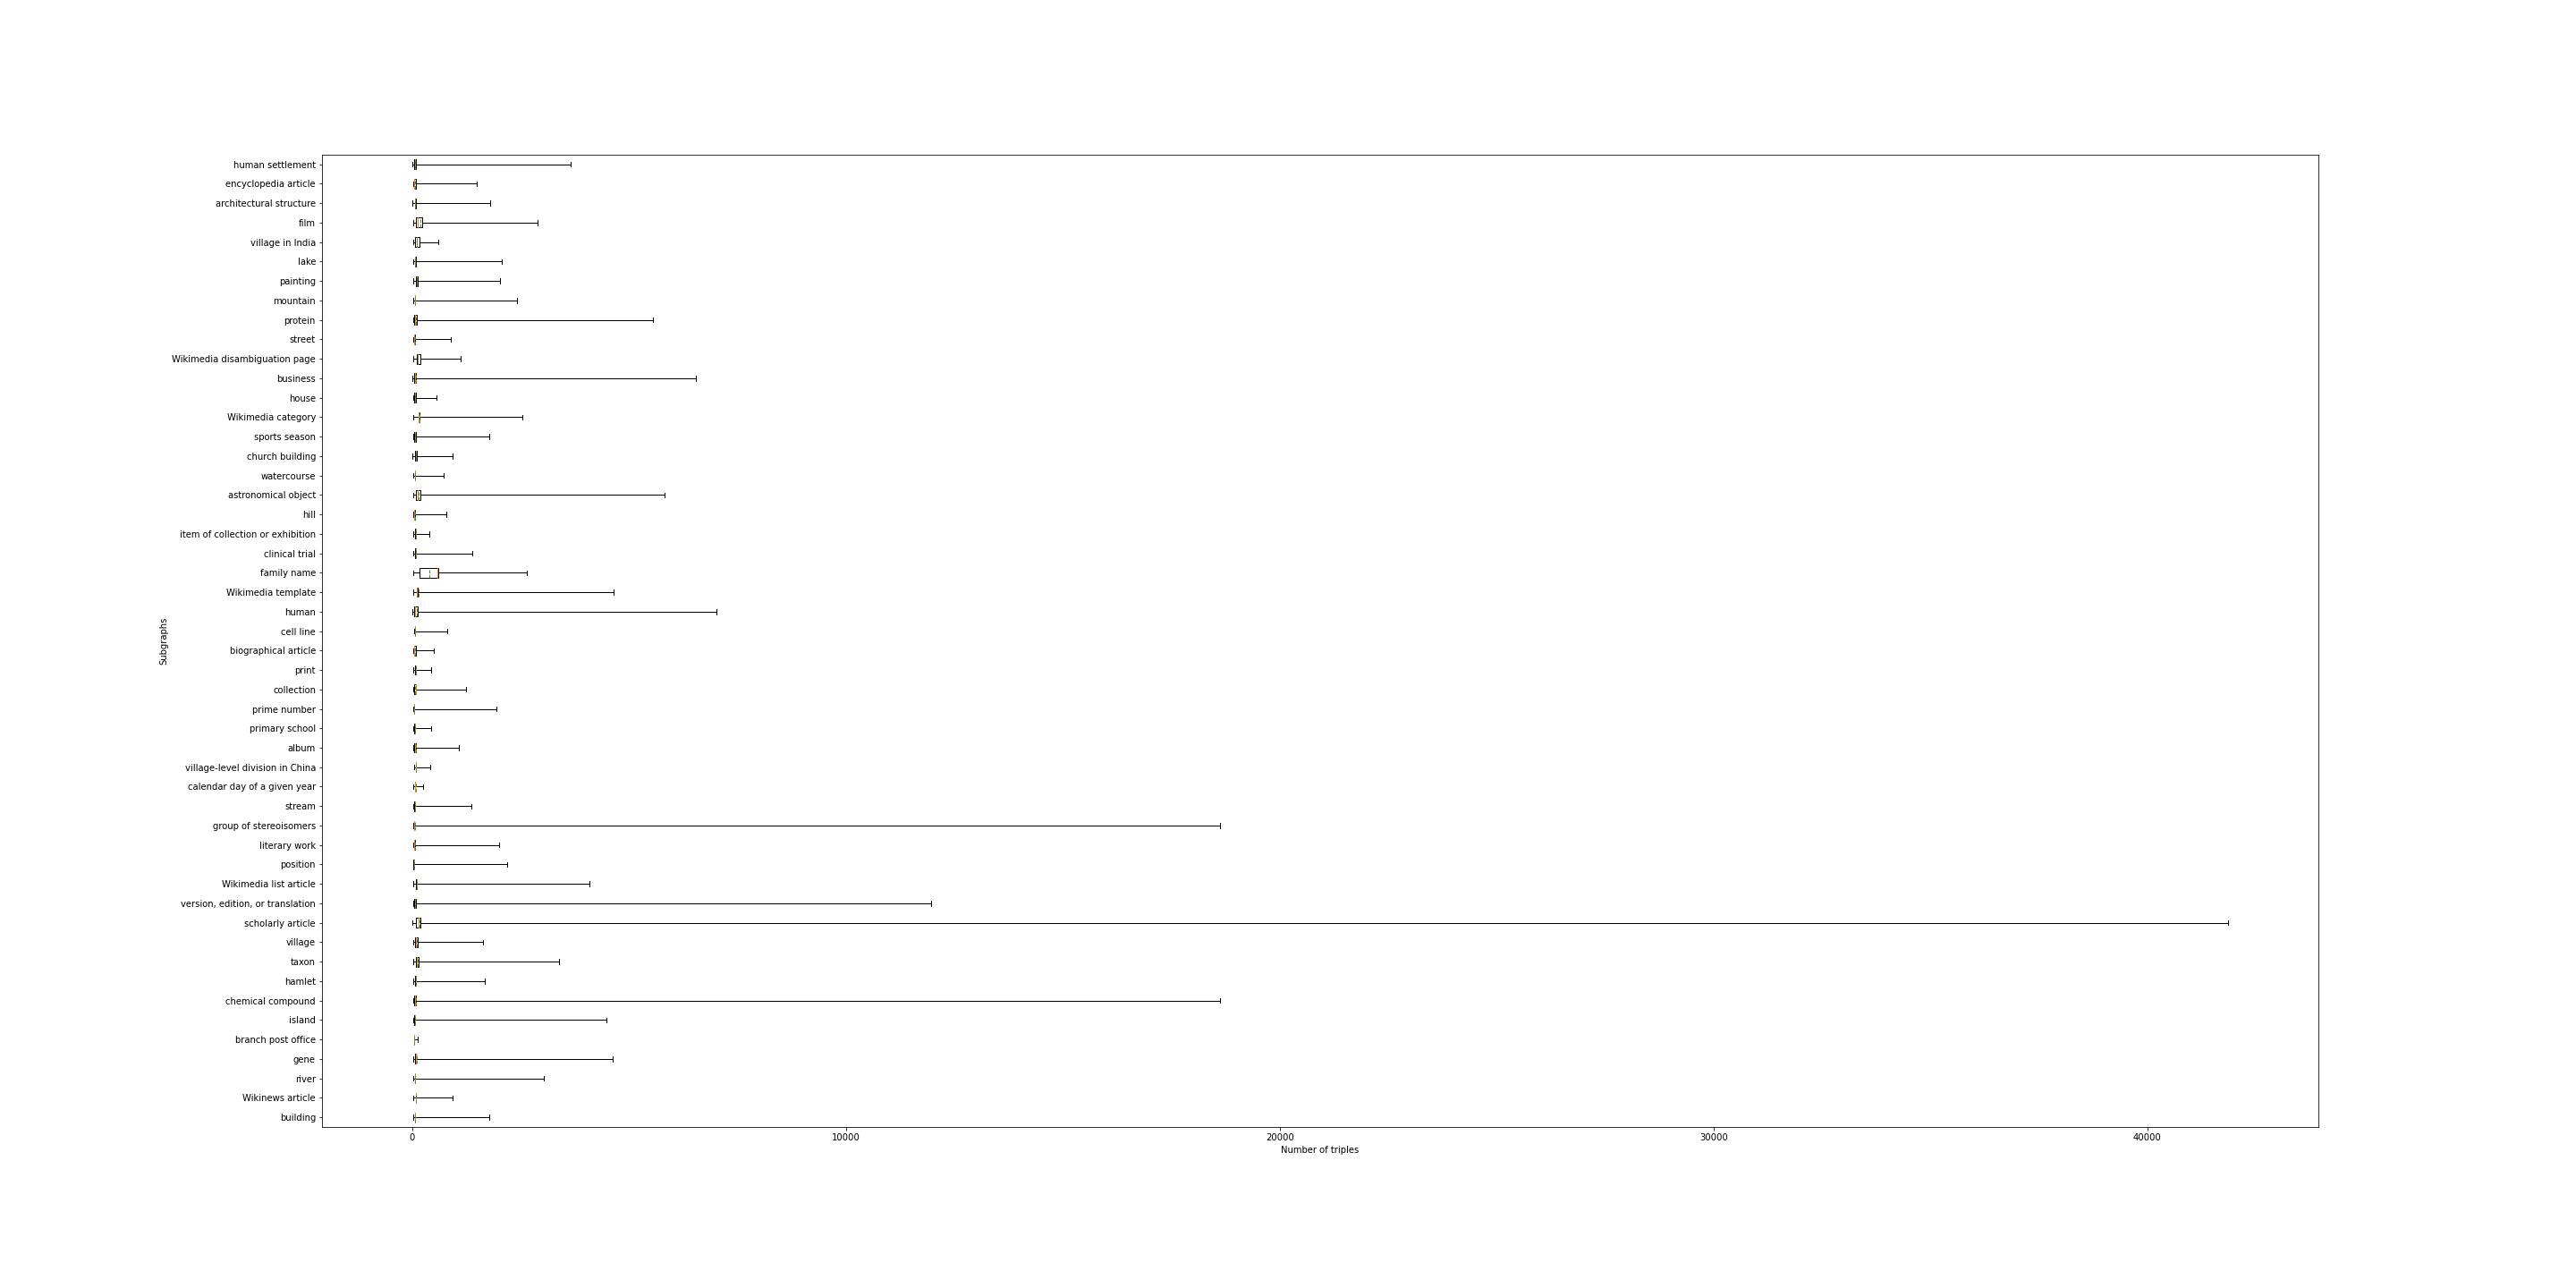 human settlement
encyclopedia article
architectural structure
film
village in India
lake
painting
mountain
protein
street
Wikimedia disambiguation page
business
house
Wikimedia category
sports season
church building
watercourse
astronomical object
hill
item of collection or exhibition
clinical trial
family name
Wikimedia template
human
cell line
biographical article
print
collection
prime number
primary school
album
village-level division in China
calendar day of a given year
stream
group of stereoisomers
literary work
position
Wikimedia list article
version, edition, or translation
scholarly article
village
taxon
hamlet
chemical compound
island
branch post office
gene
river
Wikinews article
building
Subgraphs
0 10000 20000 30000 40000
Number of triples